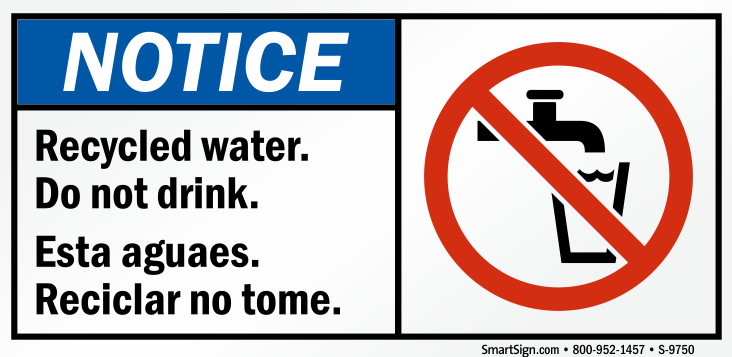 NOTICE
Recycled water.
Do not drink.
Esta aguaes.
Reciclar no tome.
SmartSign.com • 800-952-1457 • S-9750